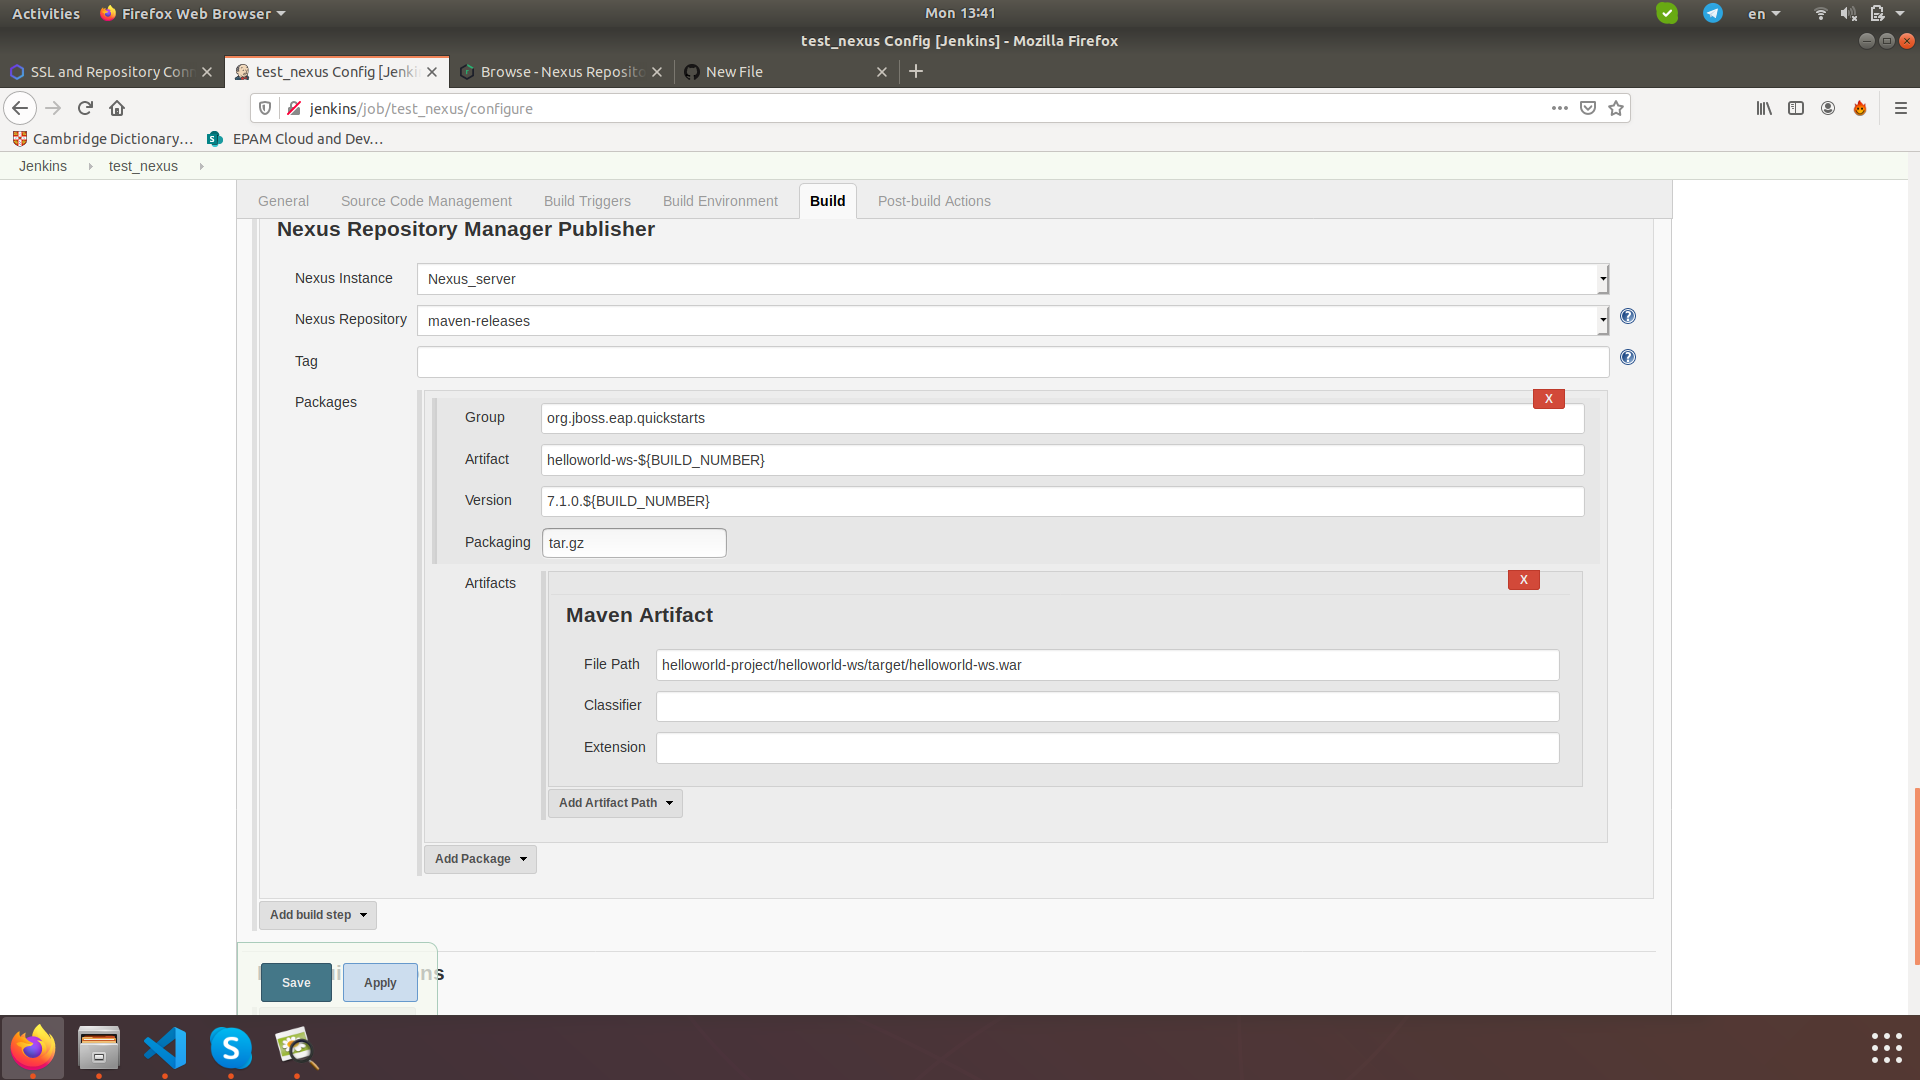 Activities Firefox Web Browser Mon 13:41 en
test_nexus Config [Jenkins] - Mozilla Firefox
SSL and Repository Con test_nexus Config [Jenki Browse - Nexus Reposito New File
jenkins/job/test_nexus/configure
Cambridge Dictionary… EPAM Cloud and Dev…
Jenkins test_nexus
General Source Code Management Build Triggers Build Environment Build Post-build Actions
Nexus Repository Manager Publisher
Nexus Instance Nexus_server
Nexus Repository maven-releases
Tag
Packages
X
Group org.jboss.eap.quickstarts
Artifact helloworld-ws-${BUILD_NUMBER}
Version 7.1.0.${BUILD_NUMBER}
Packaging tar.gz
Artifacts
X
Maven Artifact
File Path helloworld-project/helloworld-ws/target/helloworld-ws.war
Classifier
Extension
Add Artifact Path
Add Package
Add build step
Save Apply